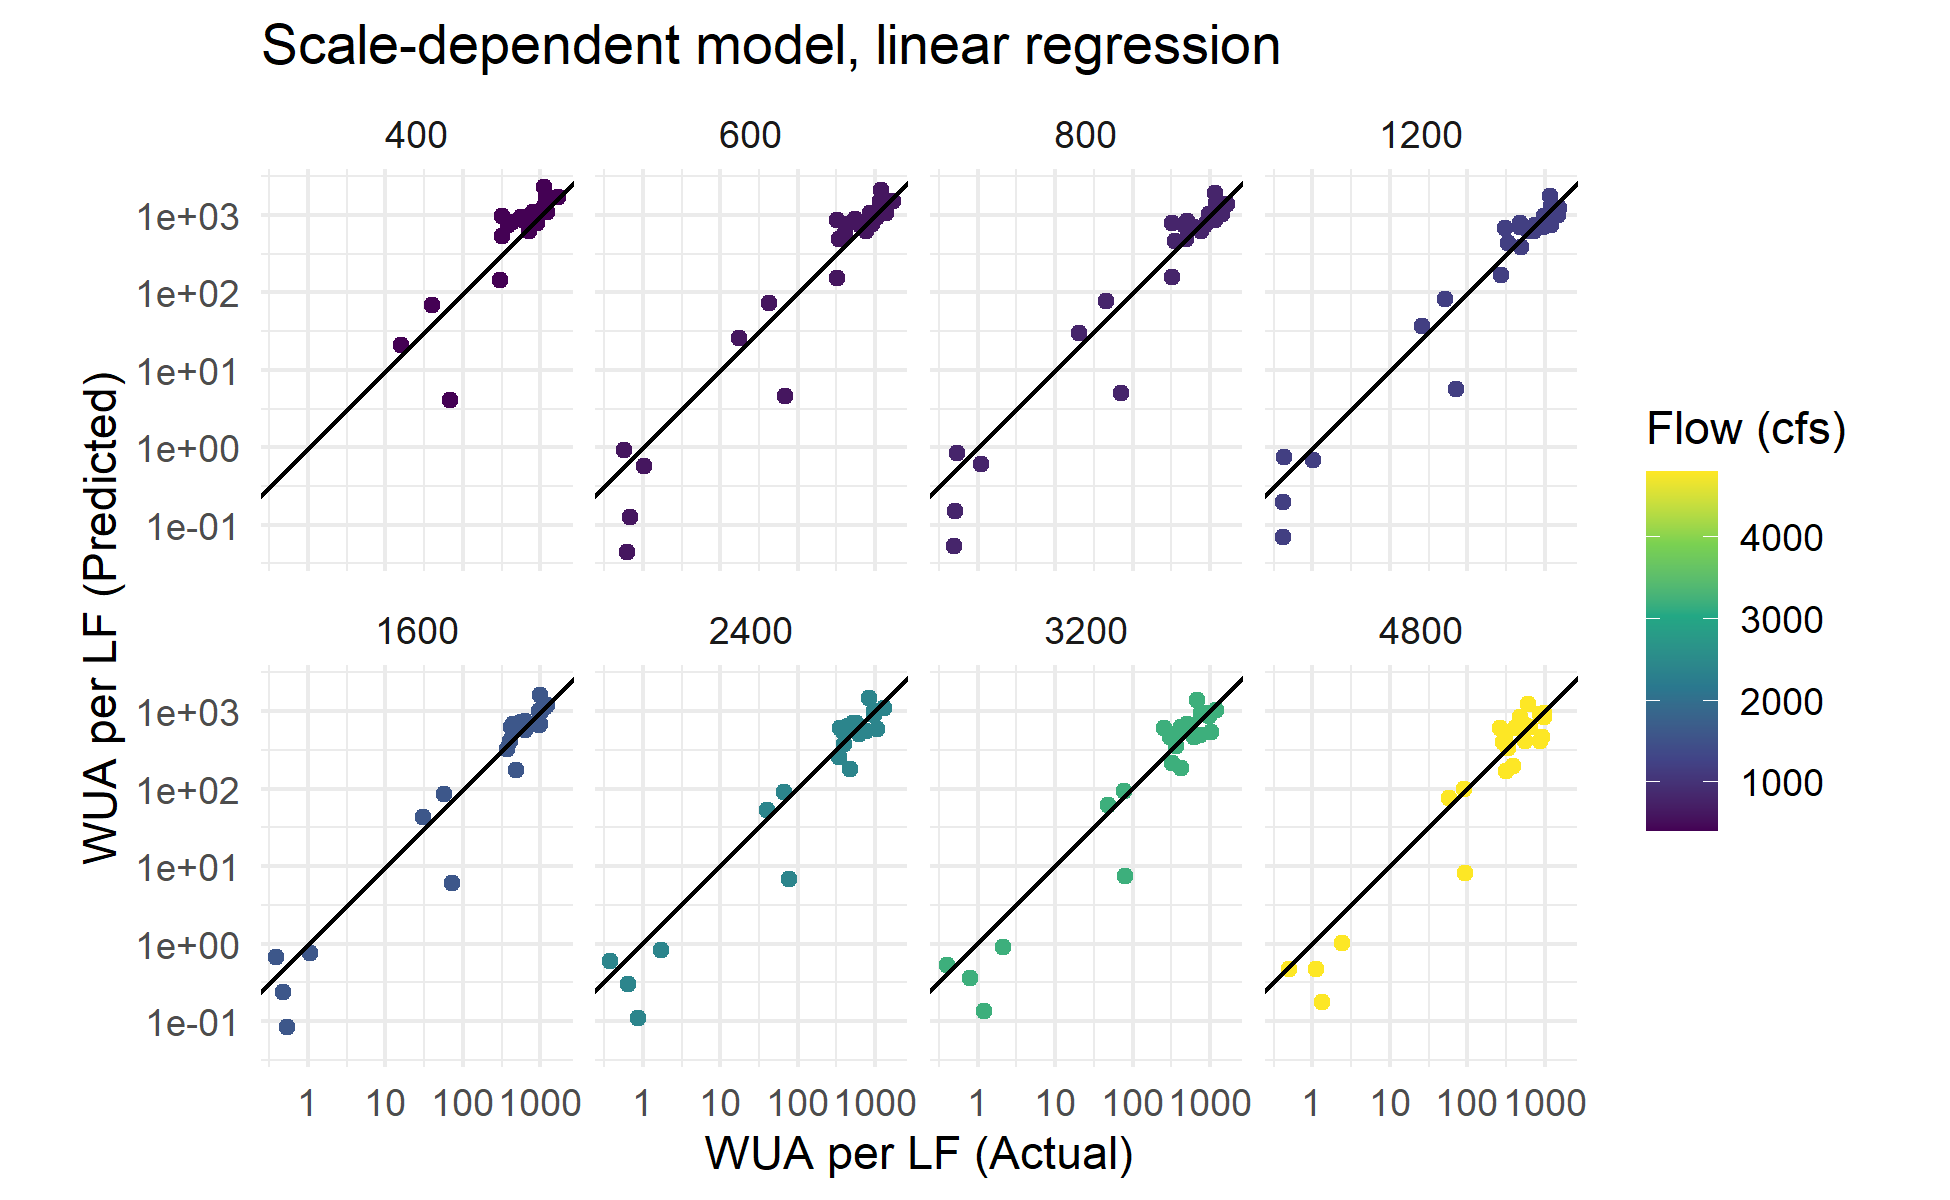 Scale-dependent model, linear regression
400 600 800 1200
1e+03
1e+02
1e+01
1e+00
1e-01
1600 2400 3200 4800
1e+03
1e+02
1e+01
1e+00
1e-01
1 10 100 1000 1 10 100 1000 1 10 100 1000 1 10 100 1000
WUA per LF (Actual)
WUA per LF (Predicted)
Flow (cfs)
4000
3000
2000
1000